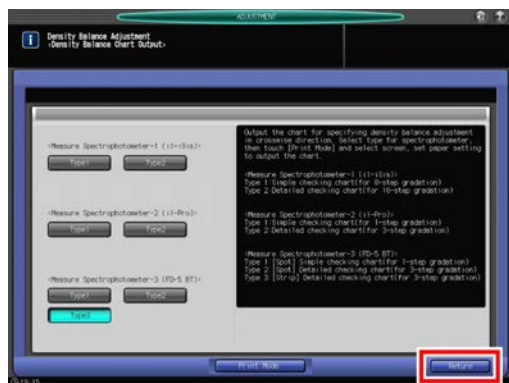 ADJUSTMENT
Density Balance Adjustment
<Density Balance Chart Output>
<Measure Spectrophotometer-1 (i1-iSis)>
Type1 Type2
<Measure Spectrophotometer-2 (i1-Pro)>
Type1 Type2
<Measure Spectrophotometer-3 (FD-5 BT)>
Type1 Type2
Type3
Output the chart for specifying density balance adjustment
in crosswise direction. Select type for spectrophotometer,
then touch [Print Mode] and select screen, set paper setting
to output the chart.
<Measure Spectrophotometer-1 (i1-iSis)>
Type 1 Simple checking chart(for 8-step gradation)
Type 2 Detailed checking chart(for 16-step gradation)
<Measure Spectrophotometer-2 (i1-Pro)>
Type 1 Simple checking chart(for 1-step gradation)
Type 2 Detailed checking chart(for 3-step gradation)
<Measure Spectrophotometer-3 (FD-5 BT)>
Type 1 [Spot] Simple checking chart(for 1-step gradation)
Type 2 [Spot] Detailed checking chart(for 3-step gradation)
Type 3 [Strip] Detailed checking chart(for 3-step gradation)
Print Mode
Return